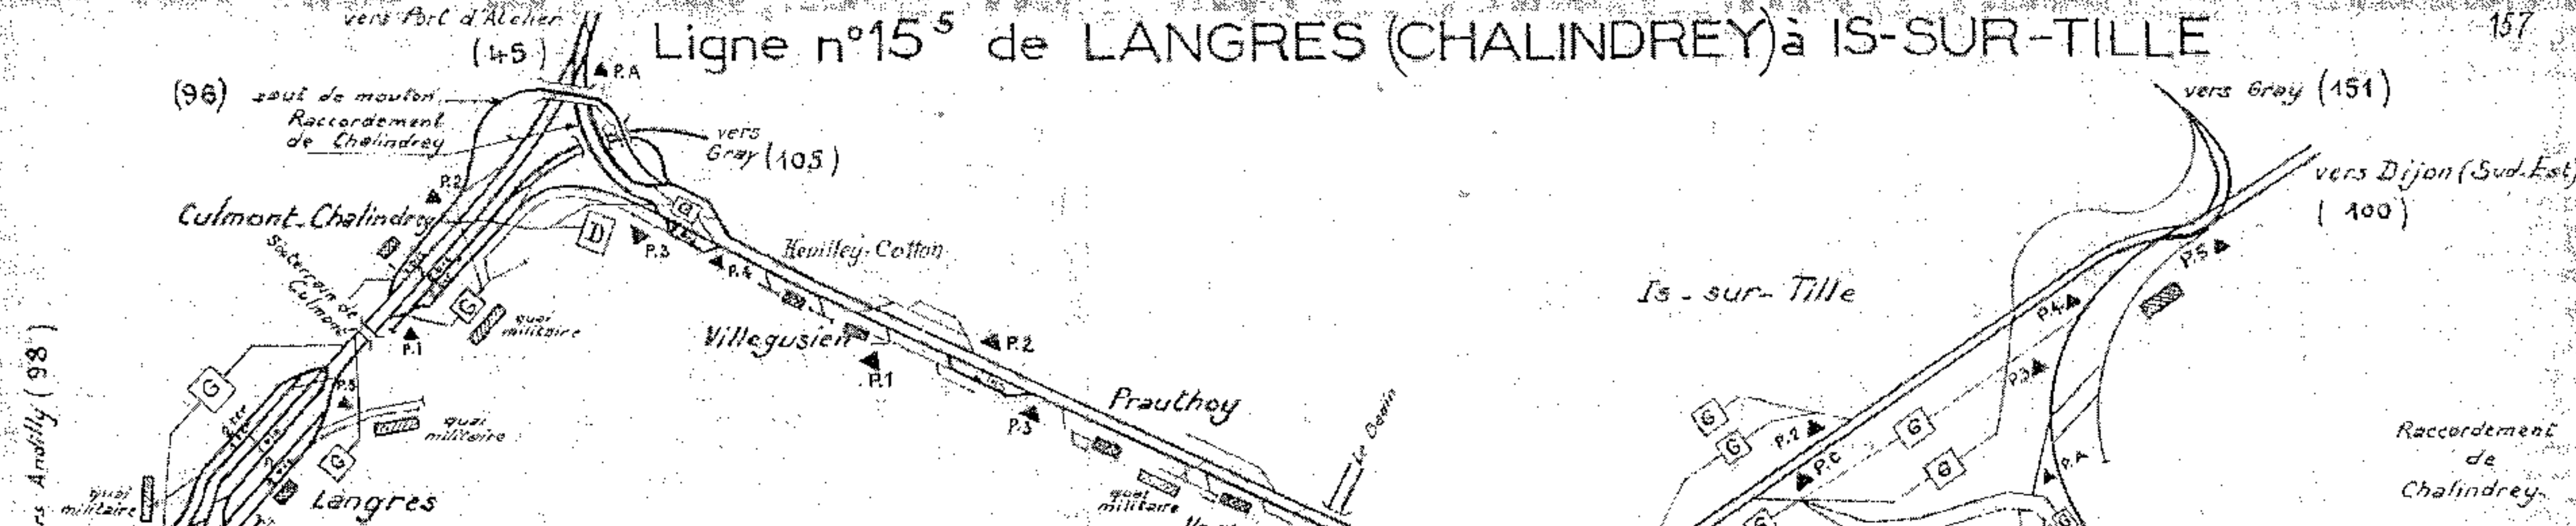 Ligne n°15⁵ de LANGRES (CHALINDREY) à IS-SUR-TILLE
157
vers Port d'Atelier
(45)
P.A
(96)
saut de mouton
Raccordement
de Chalindrey
vers
Gray (105)
P.2
Culmont-Chalindrey
D
P.3
P.4
Heuilley-Cotton
Souterrain de
Culmont
G
quai
militaire
P.1
Villegusien
P.1
P.2
P.3
Prauthoy
quai
militaire
G
P.5
quai
militaire
G
Langres
quai
militaire
Andilly (98)
vers Gray (151)
vers Dijon (Sud-Est)
(100)
P.5
Is-sur-Tille
P.4
P.3
G
G
P.2
G
P.C
G
P.A
G
G
Raccordement
de
Chalindrey